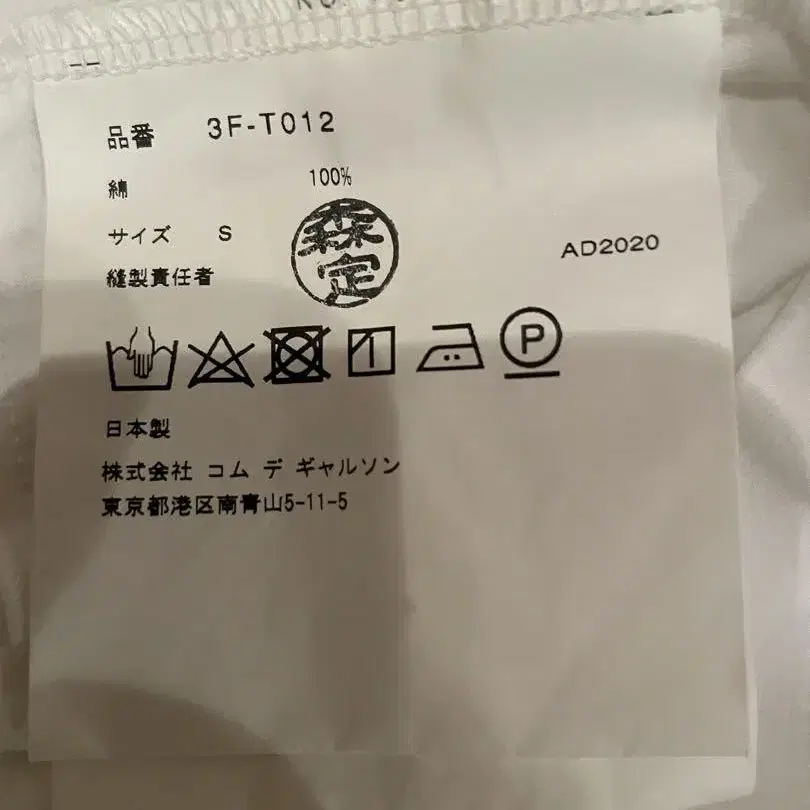 品番 3F-T012
綿 100%
サイズ S
森定
AD2020
縫製責任者
P
日本製
株式会社 コム デ ギャルソン
東京都港区南青山5-11-5